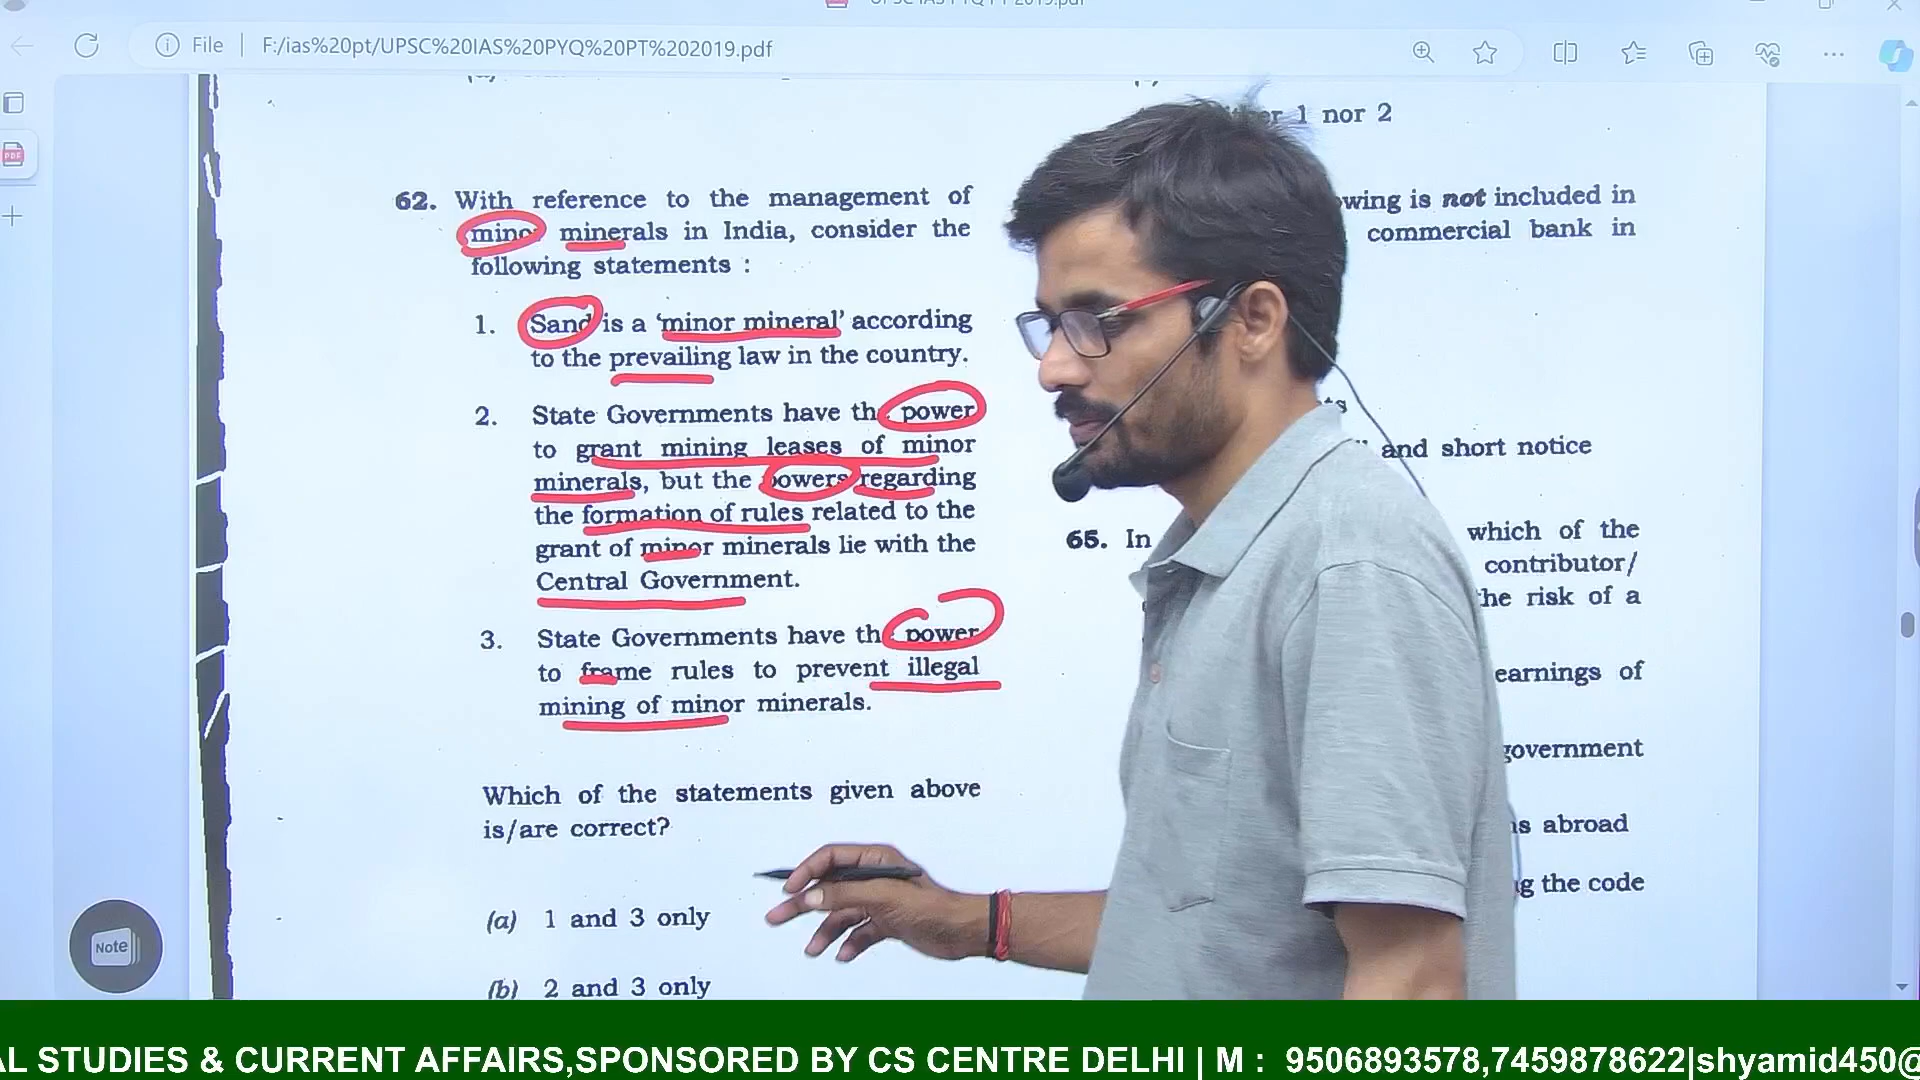 File
F:/ias%20pt/UPSC%20IAS%20PYQ%20PT%202019.pdf
1 nor 2
62. With reference to the management of
minor minerals in India, consider the
following statements :
1. Sand is a 'minor mineral' according
to the prevailing law in the country.
2. State Governments have the power
to grant mining leases of minor
minerals, but the powers regarding
the formation of rules related to the
grant of minor minerals lie with the
Central Government.
3. State Governments have the power
to frame rules to prevent illegal
mining of minor minerals.
Which of the statements given above
is/are correct?
(a) 1 and 3 only
(b) 2 and 3 only
is not included in
commercial bank in
and short notice
65. In
which of the
contributor/
the risk of a
earnings of
government
abroad
the code
PDF
Note
STUDIES & CURRENT AFFAIRS,SPONSORED BY CS CENTRE DELHI | M : 9506893578,7459878622|shyamid450@